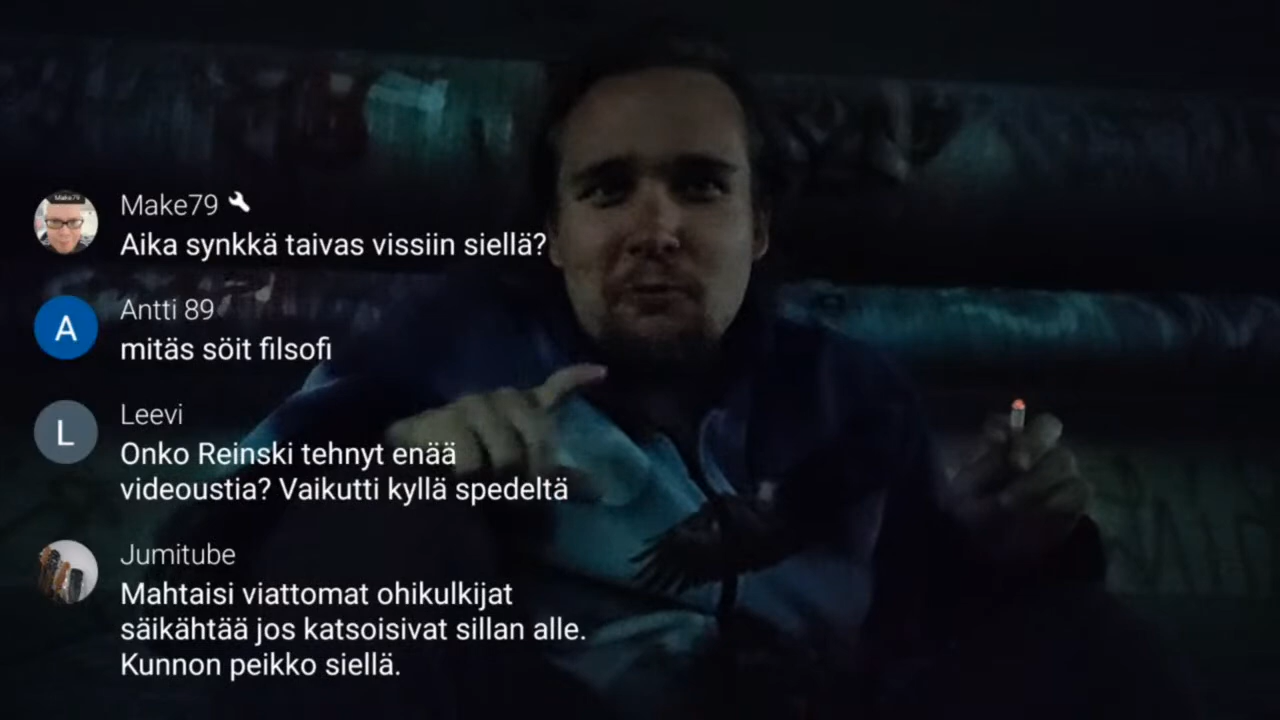 Make79
Aika synkkä taivas vissiin siellä?
A
Antti 89
mitäs söit filsofi
L
Leevi
Onko Reinski tehnyt enää
videoustia? Vaikutti kyllä spedeltä
Jumitube
Mahtaisi viattomat ohikulkijat
säikähtää jos katsoisivat sillan alle.
Kunnon peikko siellä.